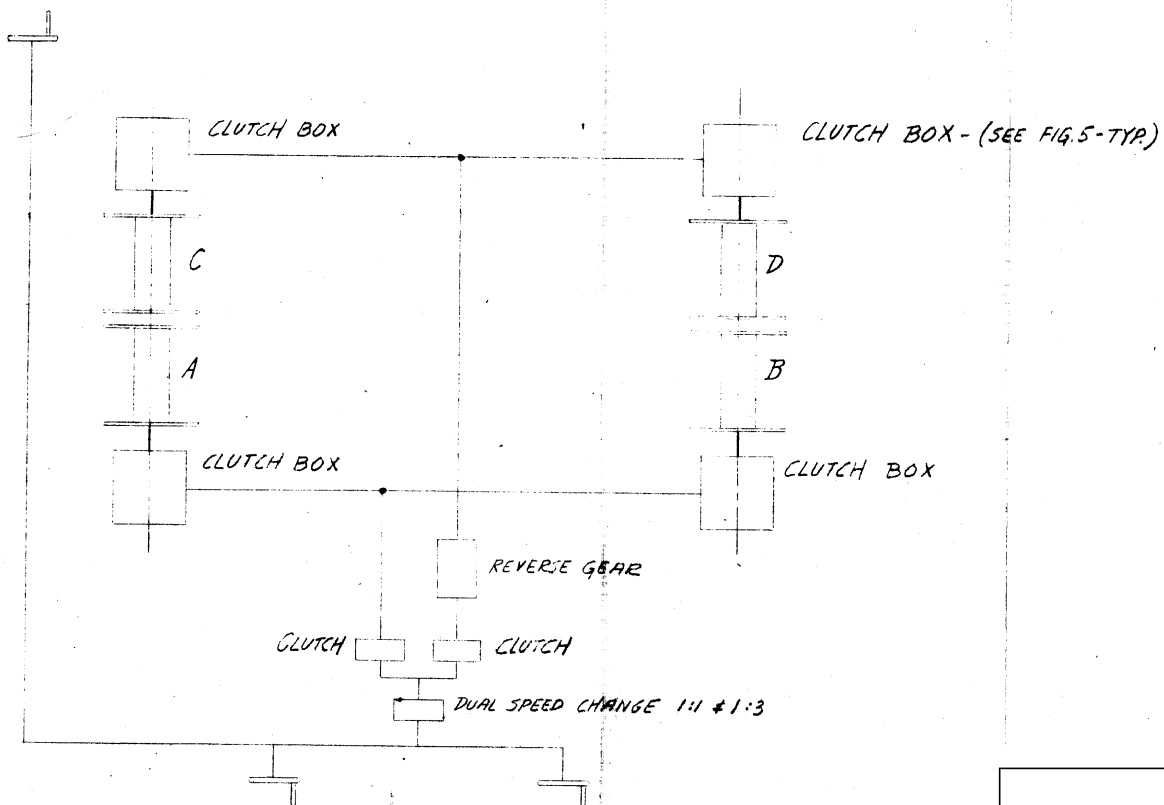 CLUTCH BOX
CLUTCH BOX - (SEE FIG. 5 - TYP.)
C
D
A
B
CLUTCH BOX
CLUTCH BOX
REVERSE GEAR
CLUTCH
CLUTCH
DUAL SPEED CHANGE 1:1 & 1:3